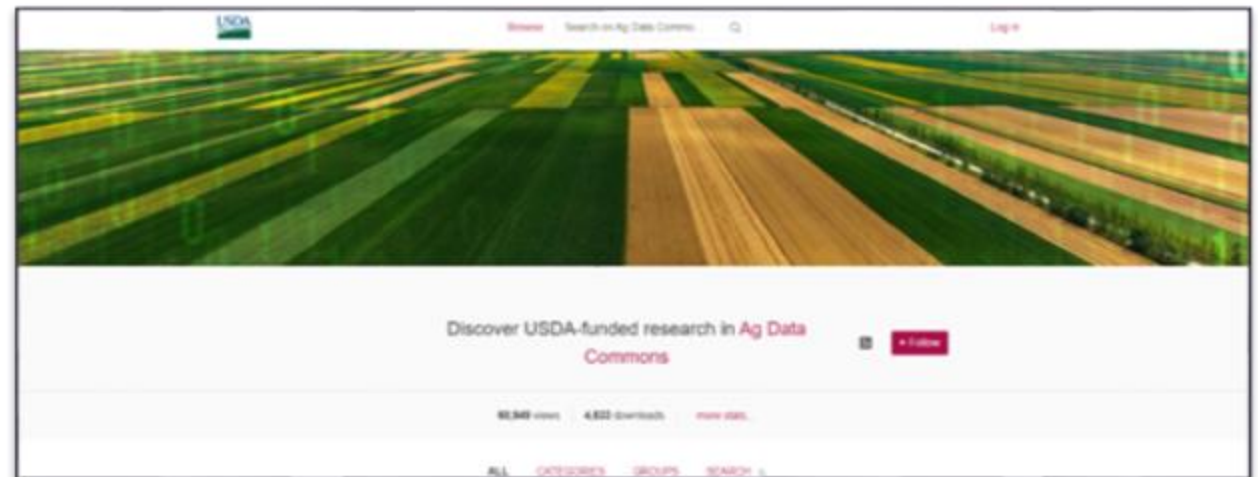 USDA
Browse Search on Ag Data Commo...
Log in
Discover USDA-funded research in Ag Data
Commons
+ Follow
views downloads more stats...
ALL CATEGORIES GROUPS SEARCH